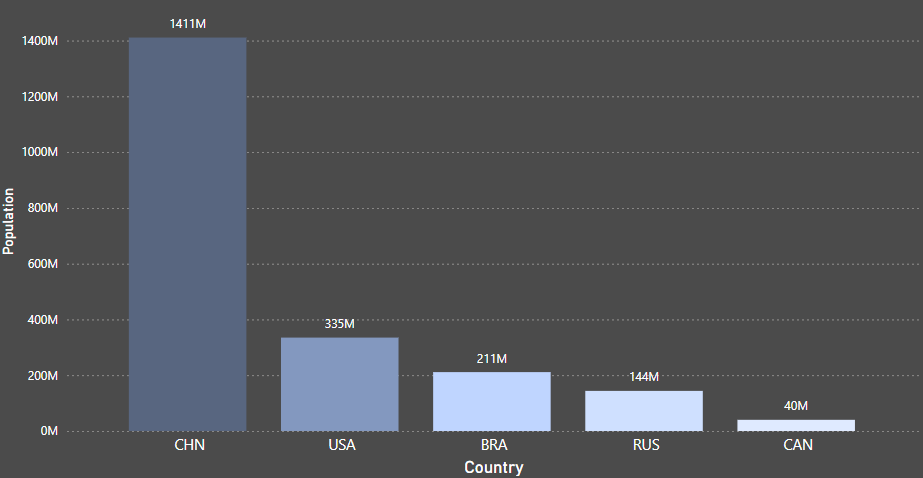 1411M
1400M
1200M
1000M
800M
600M
400M
335M
211M
200M
144M
40M
0M
Population
CHN USA BRA RUS CAN
Country